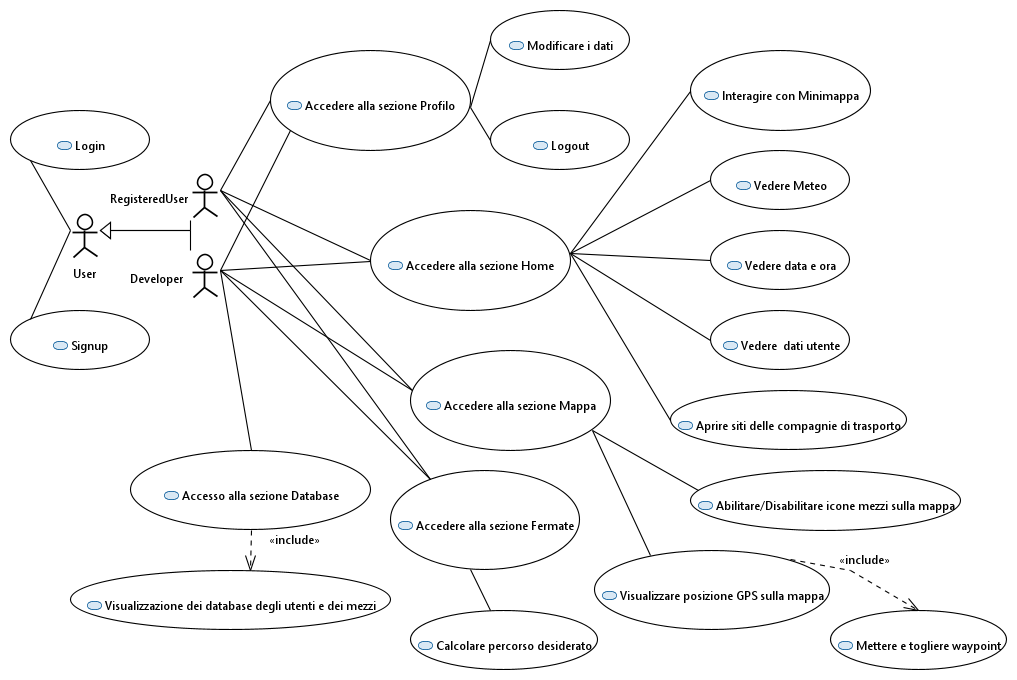 Modificare i dati
Accedere alla sezione Profilo
Interagire con Minimappa
Login
Logout
Vedere Meteo
RegisteredUser
User
Developer
Accedere alla sezione Home
Vedere data e ora
Signup
Vedere  dati utente
Accedere alla sezione Mappa
Aprire siti delle compagnie di trasporto
Accesso alla sezione Database
Abilitare/Disabilitare icone mezzi sulla mappa
Accedere alla sezione Fermate
«include»
«include»
Visualizzazione dei database degli utenti e dei mezzi
Visualizzare posizione GPS sulla mappa
Calcolare percorso desiderato
Mettere e togliere waypoint